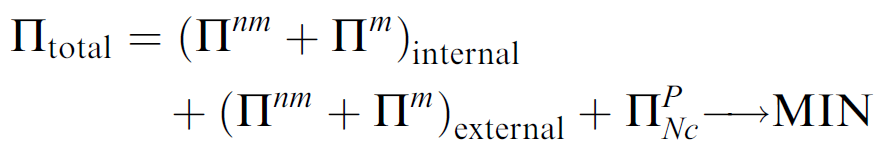 Π_total = (Π^nm + Π^m)_internal
+ (Π^nm + Π^m)_external + Π^P_Nc ⟶ MIN